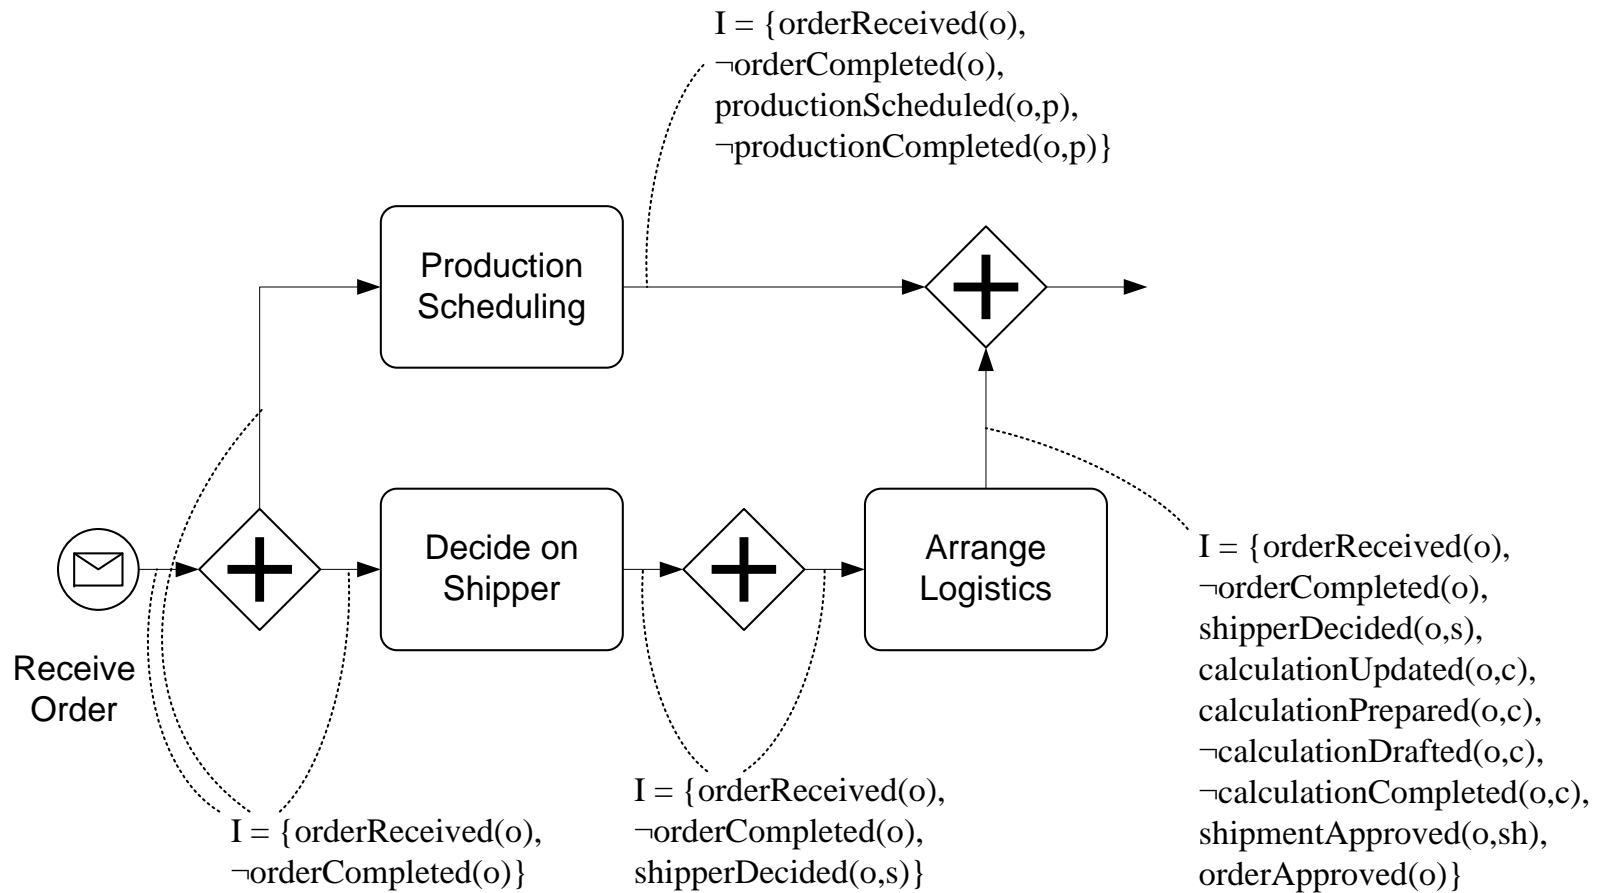 I = {orderReceived(o),
¬orderCompleted(o),
productionScheduled(o,p),
¬productionCompleted(o,p)}
Production
Scheduling
Decide on
Shipper
Arrange
Logistics
Receive
Order
I = {orderReceived(o),
¬orderCompleted(o)}
I = {orderReceived(o),
¬orderCompleted(o),
shipperDecided(o,s)}
I = {orderReceived(o),
¬orderCompleted(o),
shipperDecided(o,s),
calculationUpdated(o,c),
calculationPrepared(o,c),
¬calculationDrafted(o,c),
¬calculationCompleted(o,c),
shipmentApproved(o,sh),
orderApproved(o)}